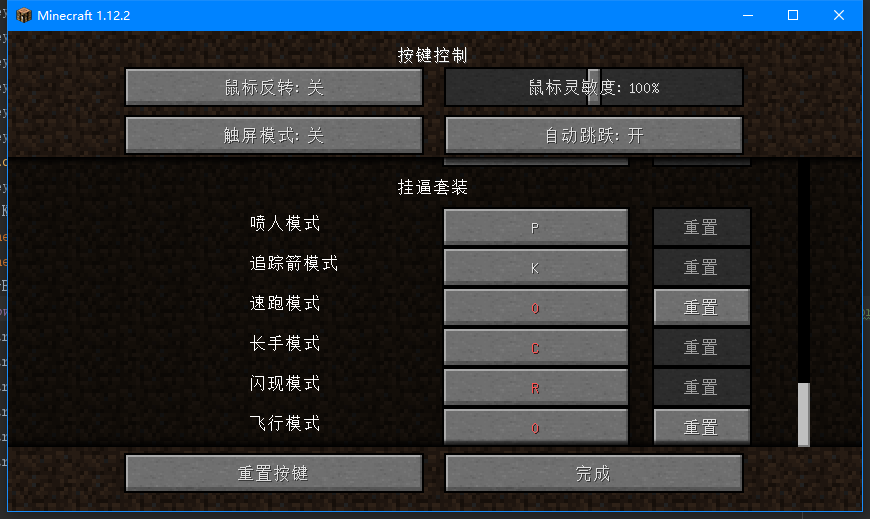 Minecraft 1.12.2
按键控制
鼠标反转: 关
鼠标灵敏度: 100%
触屏模式: 关
自动跳跃: 开
挂逼套装
喷人模式 P 重置
追踪箭模式 K 重置
速跑模式 0 重置
长手模式 C 重置
闪现模式 R 重置
飞行模式 0 重置
重置按键
完成